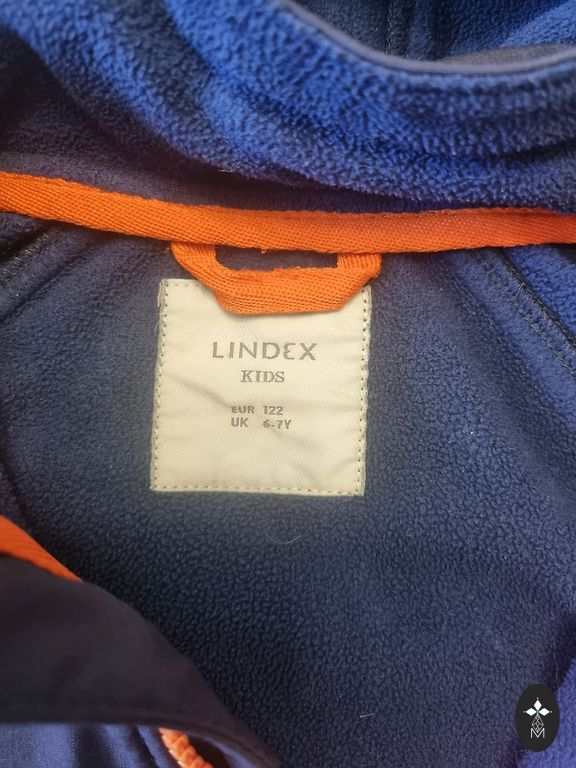 LINDEX
KIDS
EUR 122
UK 6-7Y
M